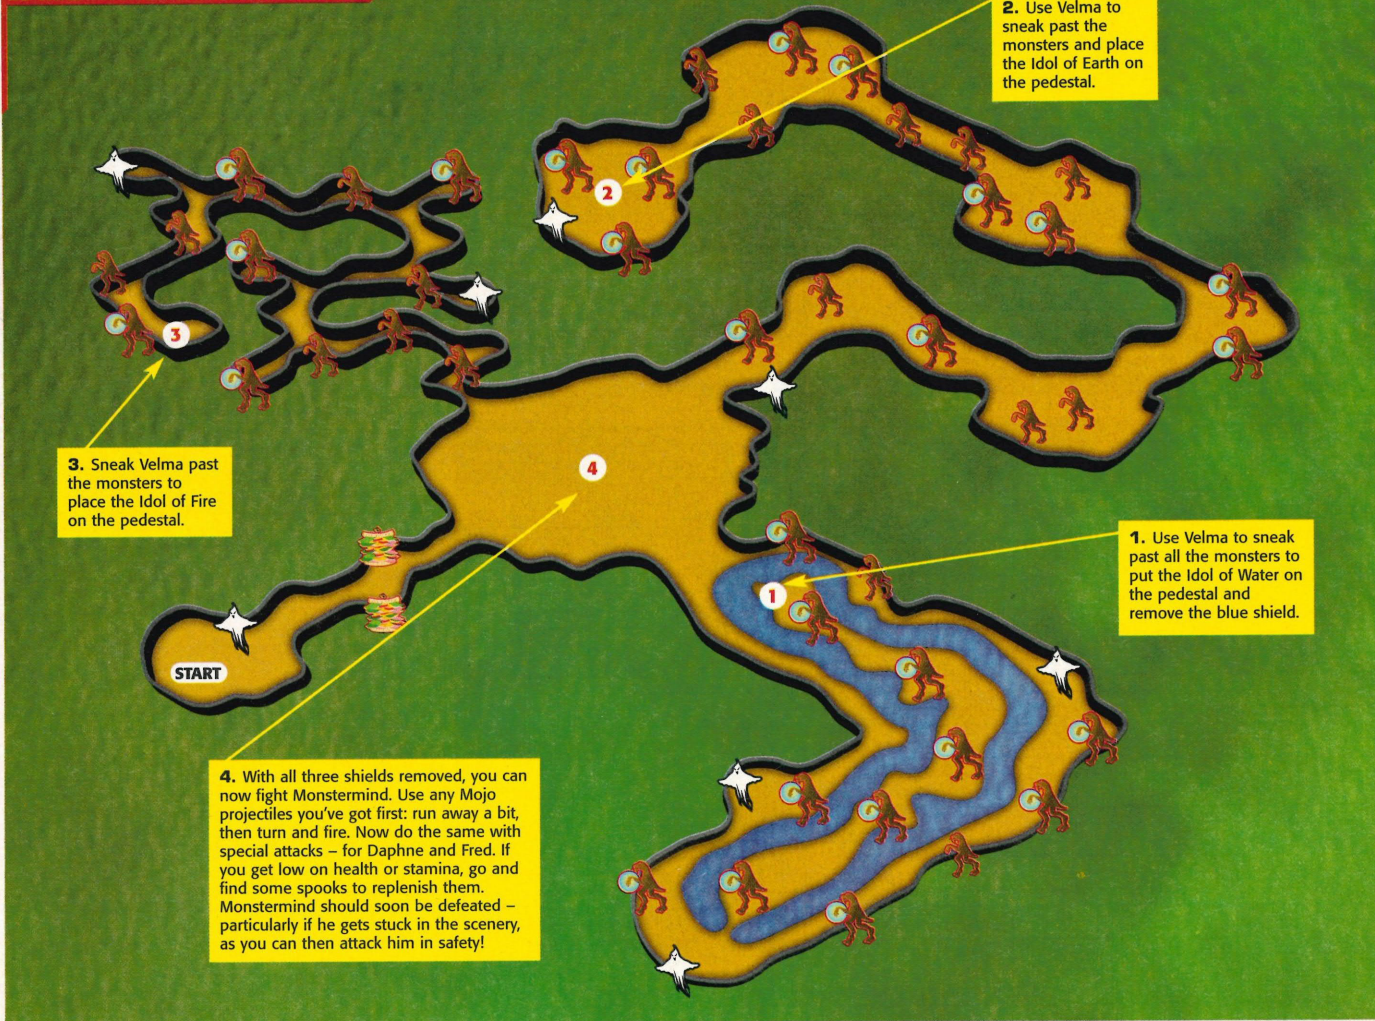 2. Use Velma to
sneak past the
monsters and place
the Idol of Earth on
the pedestal.
2
3
3. Sneak Velma past
the monsters to
place the Idol of Fire
on the pedestal.
4
1. Use Velma to sneak
past all the monsters to
put the Idol of Water on
the pedestal and
remove the blue shield.
1
START
4. With all three shields removed, you can
now fight Monstermind. Use any Mojo
projectiles you've got first: run away a bit,
then turn and fire. Now do the same with
special attacks – for Daphne and Fred. If
you get low on health or stamina, go and
find some spooks to replenish them.
Monstermind should soon be defeated –
particularly if he gets stuck in the scenery,
as you can then attack him in safety!